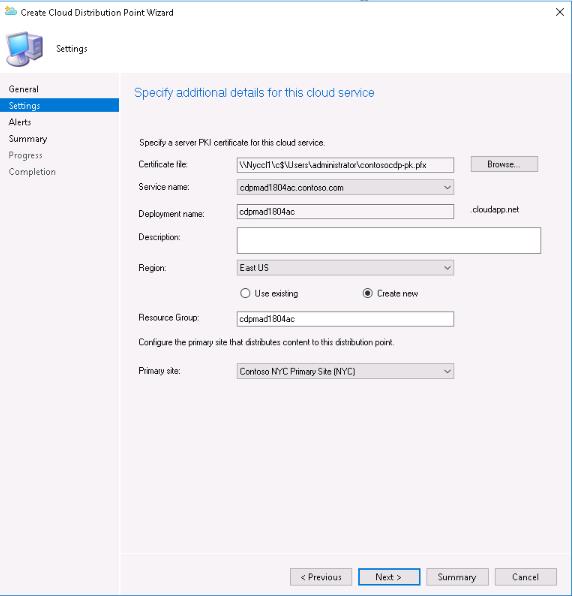 Create Cloud Distribution Point Wizard
Settings
General
Settings
Alerts
Summary
Progress
Completion
Specify additional details for this cloud service
Specify a server PKI certificate for this cloud service.
Certificate file: \\Nyccl1\c$\Users\administrator\contosocdp-pk.pfx Browse...
Service name: cdpmad1804ac.contoso.com
Deployment name: cdpmad1804ac .cloudapp.net
Description:
Region: East US
Use existing Create new
Resource Group: cdpmad1804ac
Configure the primary site that distributes content to this distribution point.
Primary site: Contoso NYC Primary Site (NYC)
< Previous Next > Summary Cancel